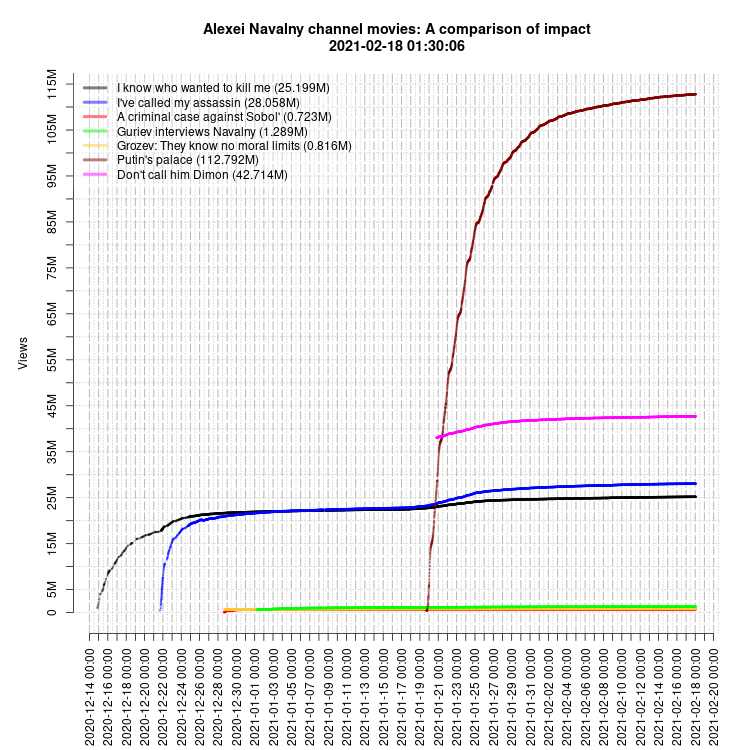 Alexei Navalny channel movies: A comparison of impact
2021-02-18 01:30:06
I know who wanted to kill me (25.199M)
I've called my assassin (28.058M)
A criminal case against Sobol' (0.723M)
Guriev interviews Navalny (1.289M)
Grozev: They know no moral limits (0.816M)
Putin's palace (112.792M)
Don't call him Dimon (42.714M)
Views
115M
105M
95M
85M
75M
65M
55M
45M
35M
25M
15M
5M
0
2020-12-14 00:00
2020-12-16 00:00
2020-12-18 00:00
2020-12-20 00:00
2020-12-22 00:00
2020-12-24 00:00
2020-12-26 00:00
2020-12-28 00:00
2020-12-30 00:00
2021-01-01 00:00
2021-01-03 00:00
2021-01-05 00:00
2021-01-07 00:00
2021-01-09 00:00
2021-01-11 00:00
2021-01-13 00:00
2021-01-15 00:00
2021-01-17 00:00
2021-01-19 00:00
2021-01-21 00:00
2021-01-23 00:00
2021-01-25 00:00
2021-01-27 00:00
2021-01-29 00:00
2021-01-31 00:00
2021-02-02 00:00
2021-02-04 00:00
2021-02-06 00:00
2021-02-08 00:00
2021-02-10 00:00
2021-02-12 00:00
2021-02-14 00:00
2021-02-16 00:00
2021-02-18 00:00
2021-02-20 00:00